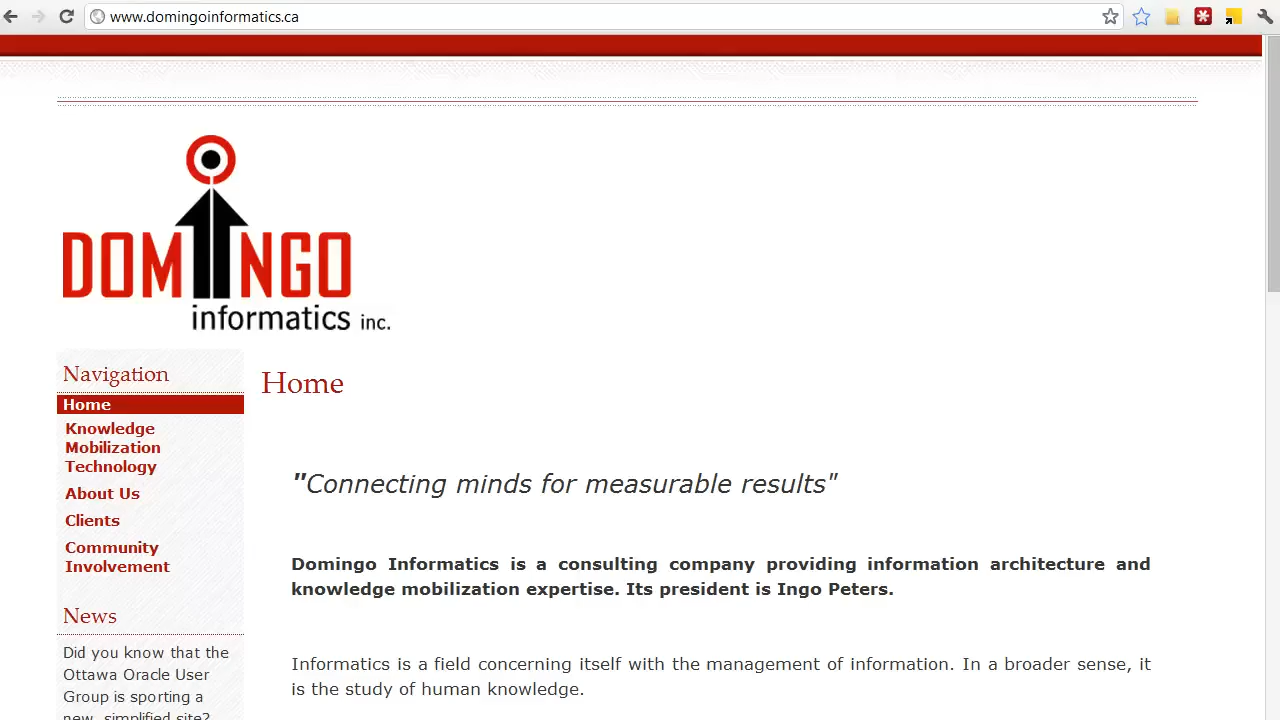 www.domingoinformatics.ca
DOMINGO
informatics inc.
Navigation
Home
Knowledge
Mobilization
Technology
About Us
Clients
Community
Involvement
News
Did you know that the
Ottawa Oracle User
Group is sporting a
new, simplified site?
Home
"Connecting minds for measurable results"
Domingo Informatics is a consulting company providing information architecture and
knowledge mobilization expertise. Its president is Ingo Peters.
Informatics is a field concerning itself with the management of information. In a broader sense, it
is the study of human knowledge.